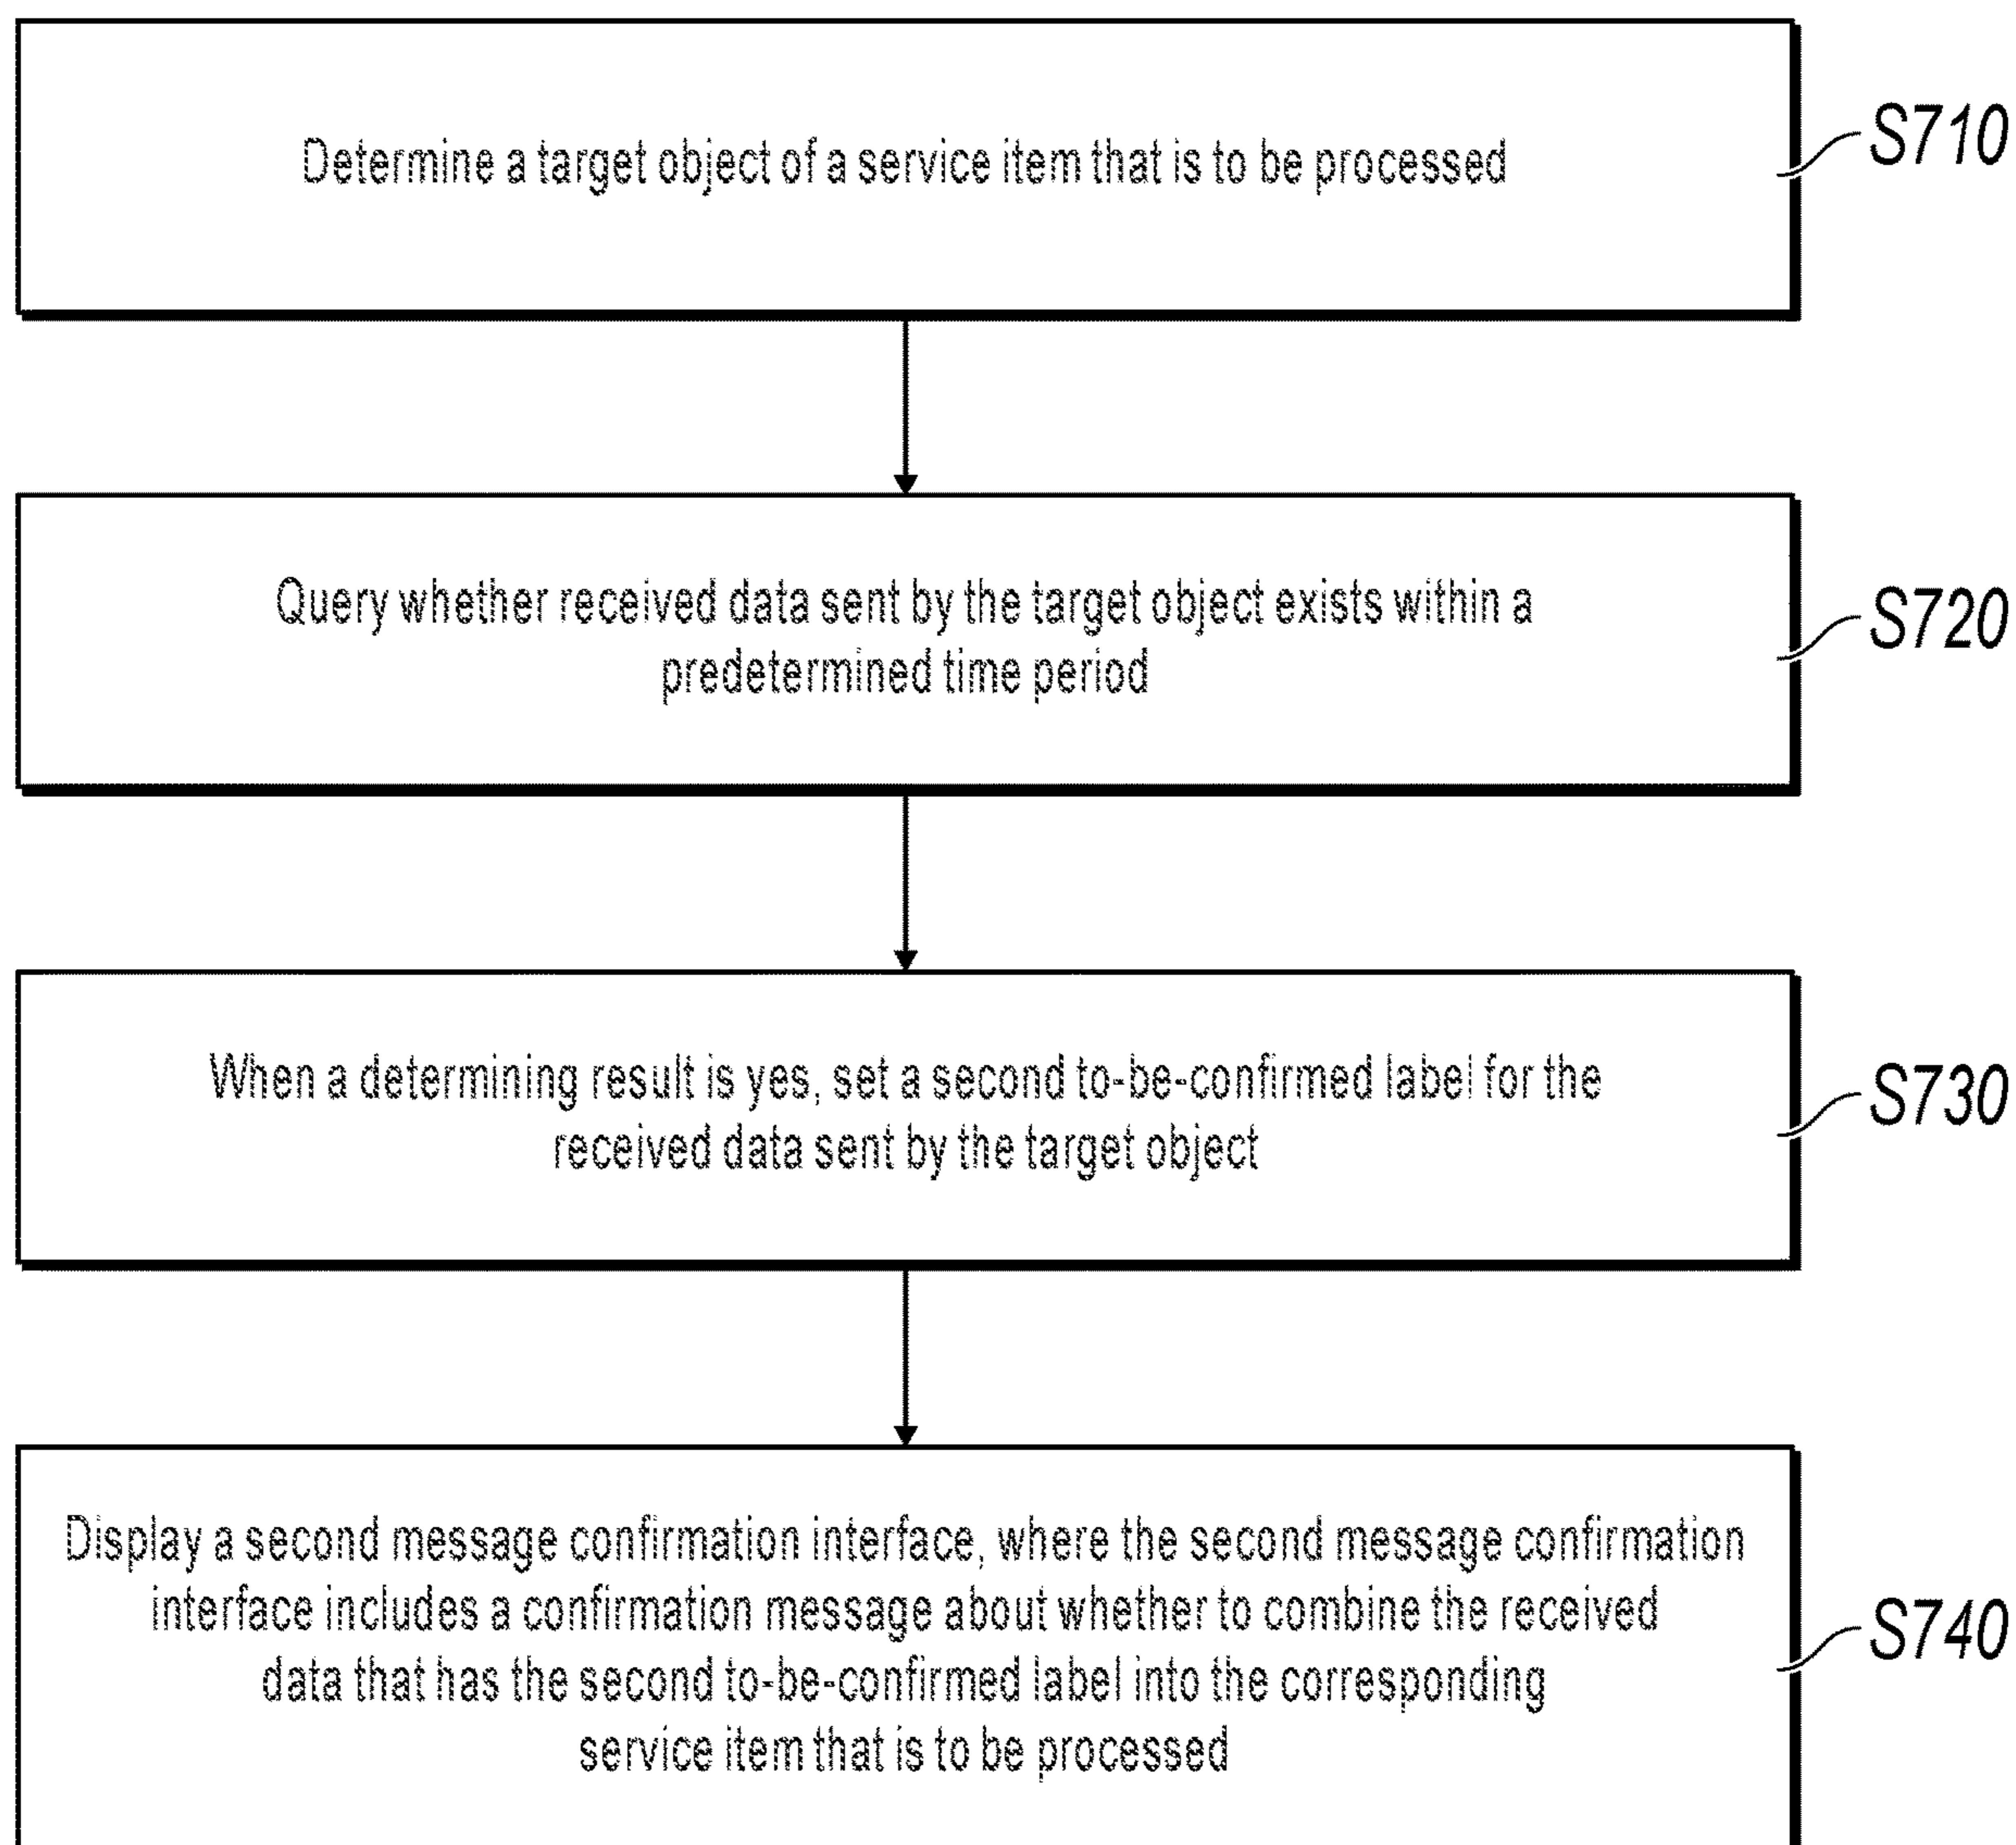 Determine a target object of a service item that is to be processed
S710
Query whether received data sent by the target object exists within a
predetermined time period
S720
When a determining result is yes, set a second to-be-confirmed label for the
received data sent by the target object
S730
Display a second message confirmation interface, where the second message confirmation
interface includes a confirmation message about whether to combine the received
data that has the second to-be-confirmed label into the corresponding
service item that is to be processed
S740